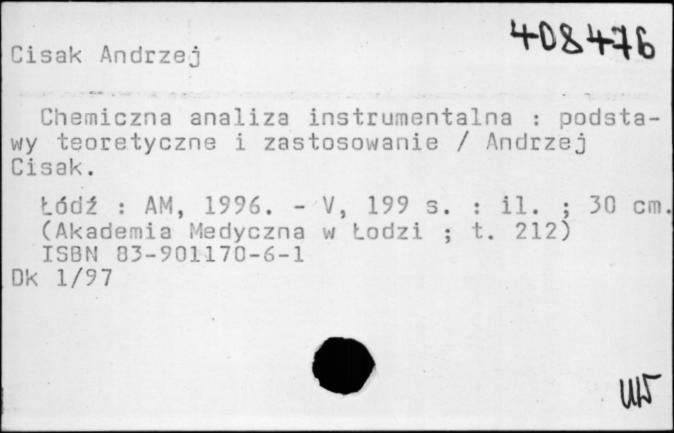 408476
Cisak Andrzej
Chemiczna analiza instrumentalna : podsta-
wy teoretyczne i zastosowanie / Andrzej
Cisak.
Łódź : AM, 1996. - V, 199 s. : il. ; 30 cm.
(Akademia Medyczna w Łodzi ; t. 212)
ISBN 83-901170-6-1
Dk 1/97
UW